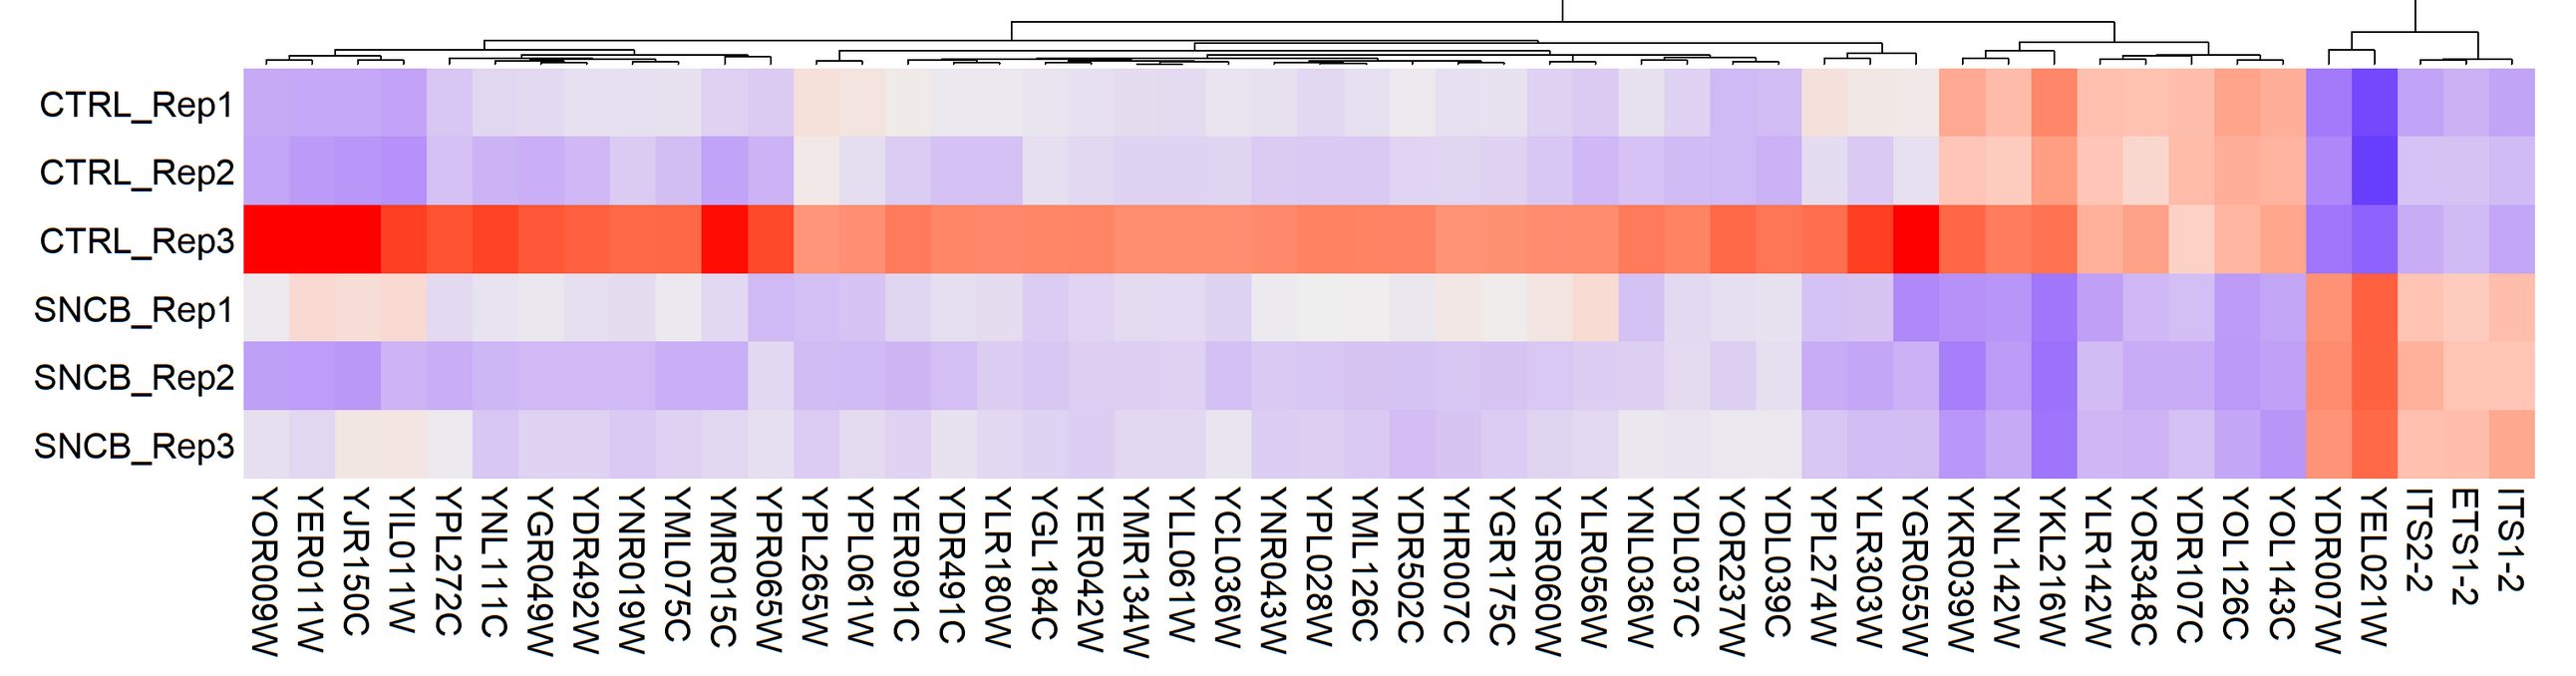 CTRL_Rep1
CTRL_Rep2
CTRL_Rep3
SNCB_Rep1
SNCB_Rep2
SNCB_Rep3
YOR009W
YER011W
YJR150C
YIL011W
YPL272C
YNL111C
YGR049W
YDR492W
YNR019W
YML075C
YMR015C
YPR065W
YPL265W
YPL061W
YER091C
YDR491C
YLR180W
YGL184C
YER042W
YMR134W
YLL061W
YCL036W
YNR043W
YPL028W
YML126C
YDR502C
YHR007C
YGR175C
YGR060W
YLR056W
YNL036W
YDL037C
YOR237W
YDL039C
YPL274W
YLR303W
YGR055W
YKR039W
YNL142W
YKL216W
YLR142W
YOR348C
YDR107C
YOL126C
YOL143C
YDR007W
YEL021W
ITS2-2
ETS1-2
ITS1-2